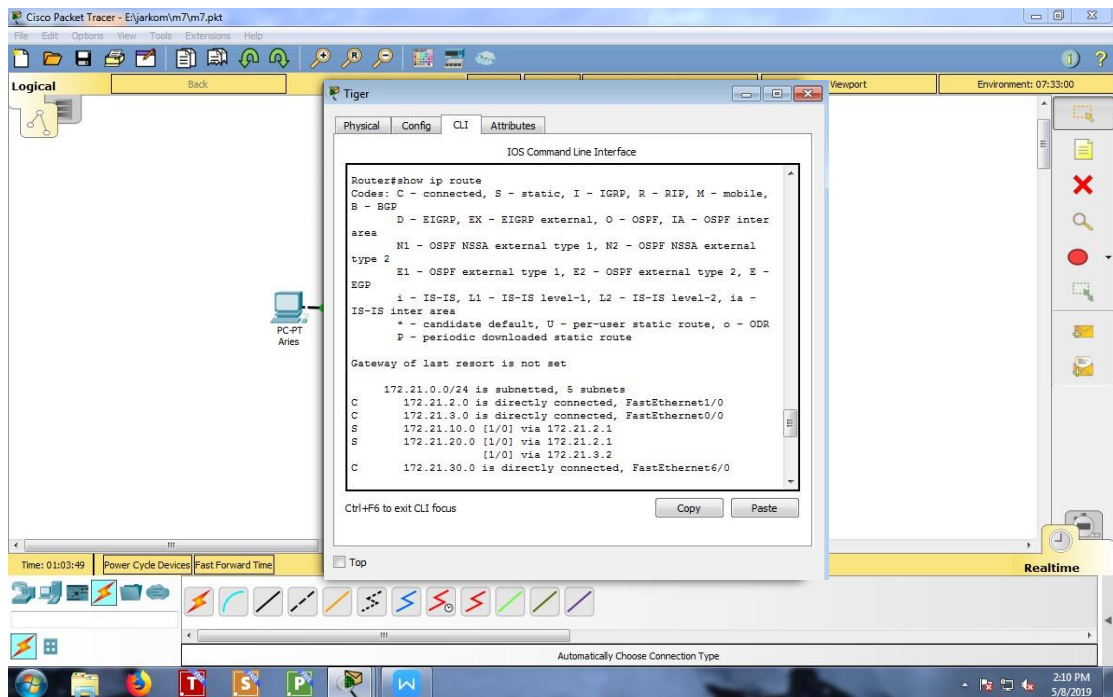 Cisco Packet Tracer - E:\jarkom\m7\m7.pkt
File Edit Options View Tools Extensions Help
Logical
Back
Viewport
Environment: 07:33:00
Tiger
Physical Config CLI Attributes
IOS Command Line Interface
Router#show ip route
Codes: C - connected, S - static, I - IGRP, R - RIP, M - mobile,
B - BGP
D - EIGRP, EX - EIGRP external, O - OSPF, IA - OSPF inter
area
N1 - OSPF NSSA external type 1, N2 - OSPF NSSA external
type 2
E1 - OSPF external type 1, E2 - OSPF external type 2, E -
EGP
i - IS-IS, L1 - IS-IS level-1, L2 - IS-IS level-2, ia -
IS-IS inter area
* - candidate default, U - per-user static route, o - ODR
P - periodic downloaded static route
Gateway of last resort is not set
172.21.0.0/24 is subnetted, 5 subnets
C 172.21.2.0 is directly connected, FastEthernet1/0
C 172.21.3.0 is directly connected, FastEthernet0/0
S 172.21.10.0 [1/0] via 172.21.2.1
S 172.21.20.0 [1/0] via 172.21.2.1
[1/0] via 172.21.3.2
C 172.21.30.0 is directly connected, FastEthernet6/0
PC-PT
Aries
Ctrl+F6 to exit CLI focus
Copy
Paste
Top
Time: 01:03:49
Power Cycle Devices Fast Forward Time
Realtime
Automatically Choose Connection Type
2:10 PM
5/8/2019